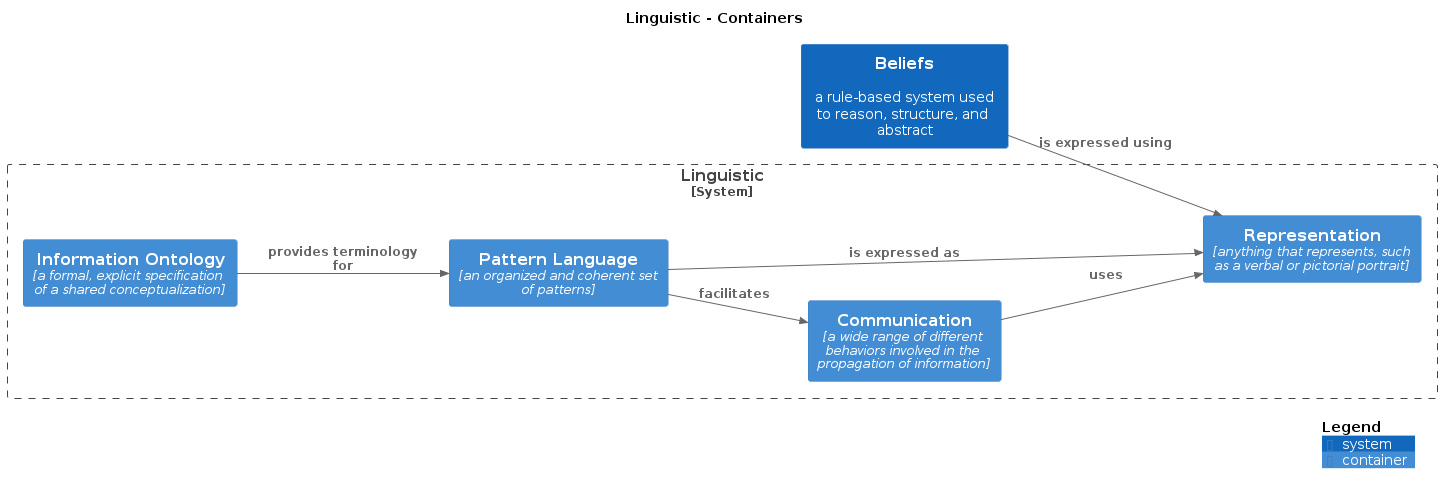 Linguistic - Containers
Beliefs
a rule-based system used
to reason, structure, and
abstract
is expressed using
Linguistic
[System]
Information Ontology
[a formal, explicit specification
of a shared conceptualization]
provides terminology
for
Pattern Language
[an organized and coherent set
of patterns]
is expressed as
facilitates
Communication
[a wide range of different
behaviors involved in the
propagation of information]
uses
Representation
[anything that represents, such
as a verbal or pictorial portrait]
Legend
system
container